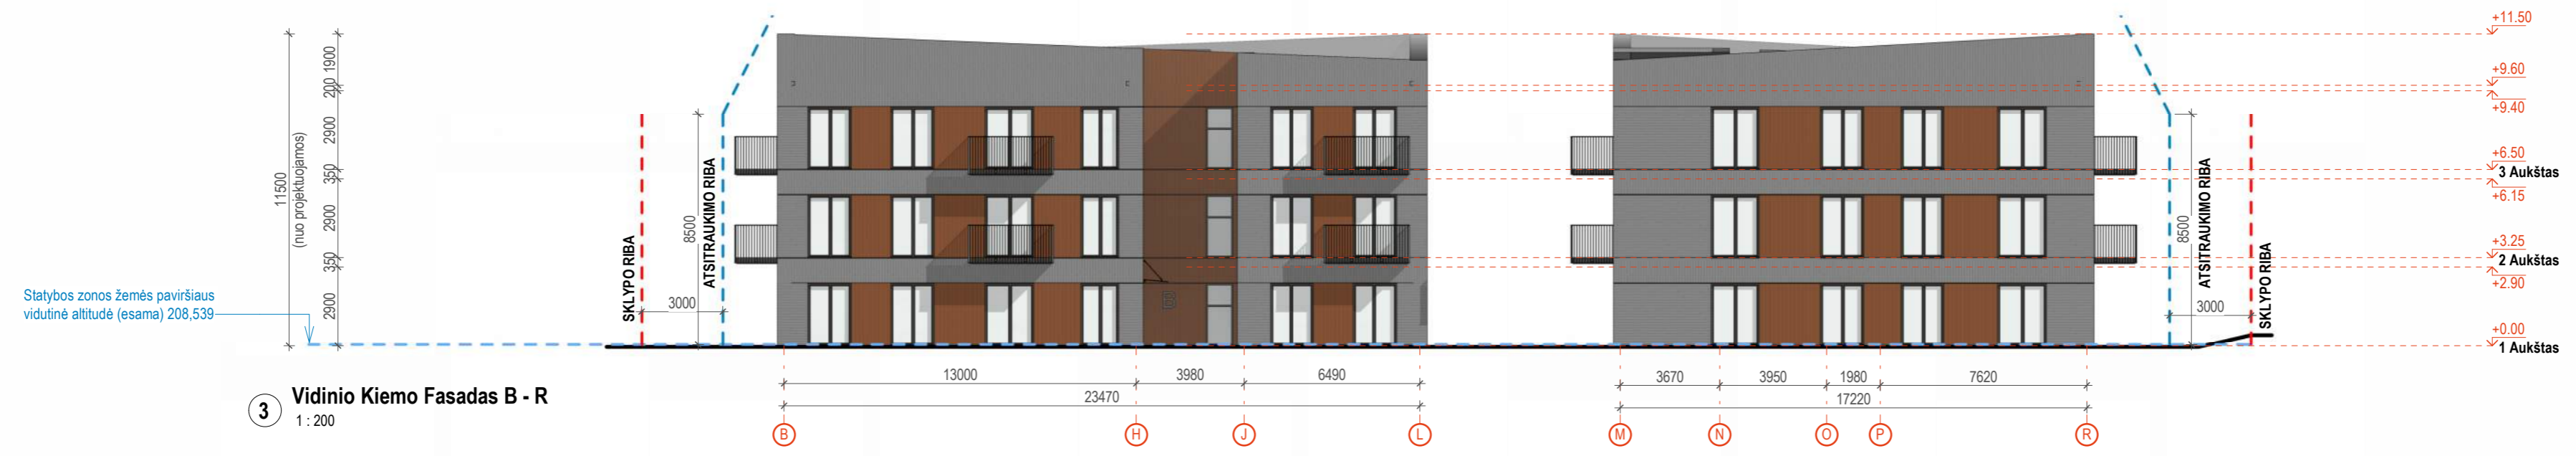 11500
(nuo projektuojamos)
1900
200
2900
350
2900
350
2900
Statybos zonos žemės paviršiaus
vidutinė altitudė (esama) 208,539
SKLYPO RIBA
3000
8500
ATSITRAUKIMO RIBA
B
8500
ATSITRAUKIMO RIBA
3000
SKLYPO RIBA
+11.50
+9.60
+9.40
+6.50
3 Aukštas
+6.15
+3.25
2 Aukštas
+2.90
+0.00
1 Aukštas
13000
3980
6490
23470
3670
3950
1980
7620
17220
B
H
J
L
M
N
O
P
R
3
Vidinio Kiemo Fasadas B - R
1 : 200